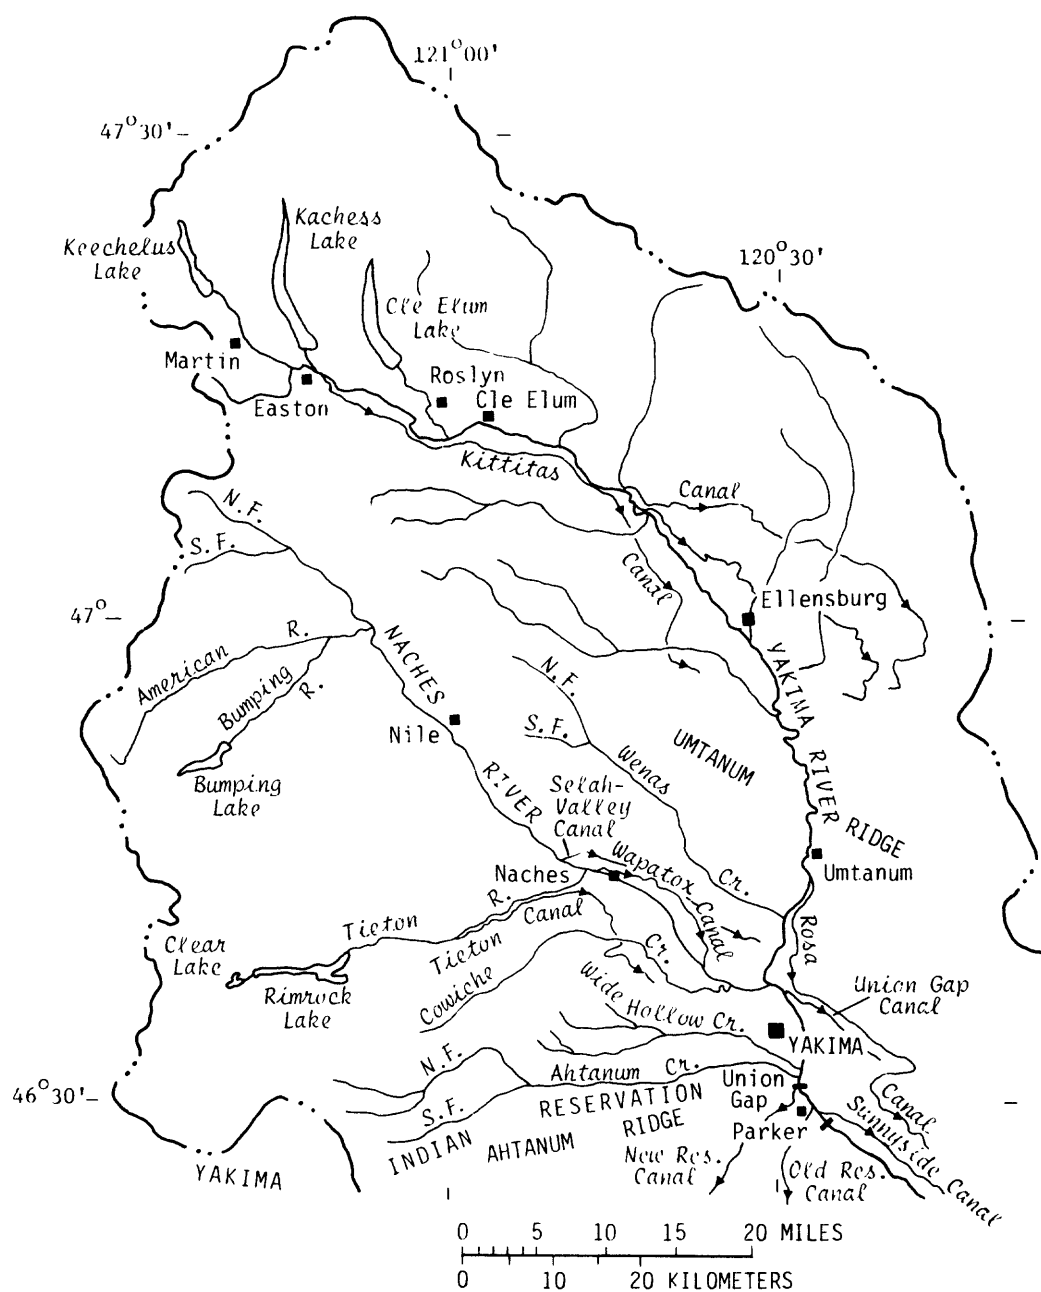 121°00'
47°30'
Kachess
Lake
Keechelus
Lake
120°30'
Cle Elum
Lake
Martin
Roslyn
Cle Elum
Easton
Kittitas
Canal
N.F.
S.F.
Canal
Ellensburg
47°
American R.
NACHES
Bumping R.
N.F.
YAKIMA
S.F.
Nile
Wenas
UMTANUM
Bumping
Lake
RIVER
Selah-
Valley
Canal
RIVER
RIDGE
Wapatox Canal
Umtanum
Naches
Cr.
R.
Canal
Tieton
Tieton
Cr.
Roza
Clear
Lake
Rimrock
Lake
Cowiche
Wide Hollow Cr.
Union Gap
Canal
YAKIMA
N.F.
Ahtanum Cr.
Union
Gap
46°30'
S.F.
RESERVATION
RIDGE
Parker
Canal
Sunnyside Canal
INDIAN
AHTANUM
New Res.
Canal
Old Res.
Canal
YAKIMA
0 5 10 15 20 MILES
0 10 20 KILOMETERS